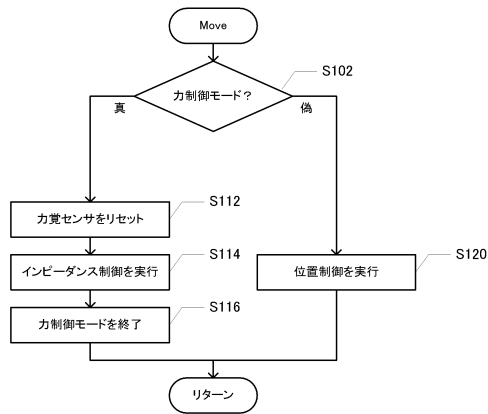 Move
S102
力制御モード？
真
偽
S112
力覚センサをリセット
S114
インピーダンス制御を実行
S120
位置制御を実行
S116
力制御モードを終了
リターン